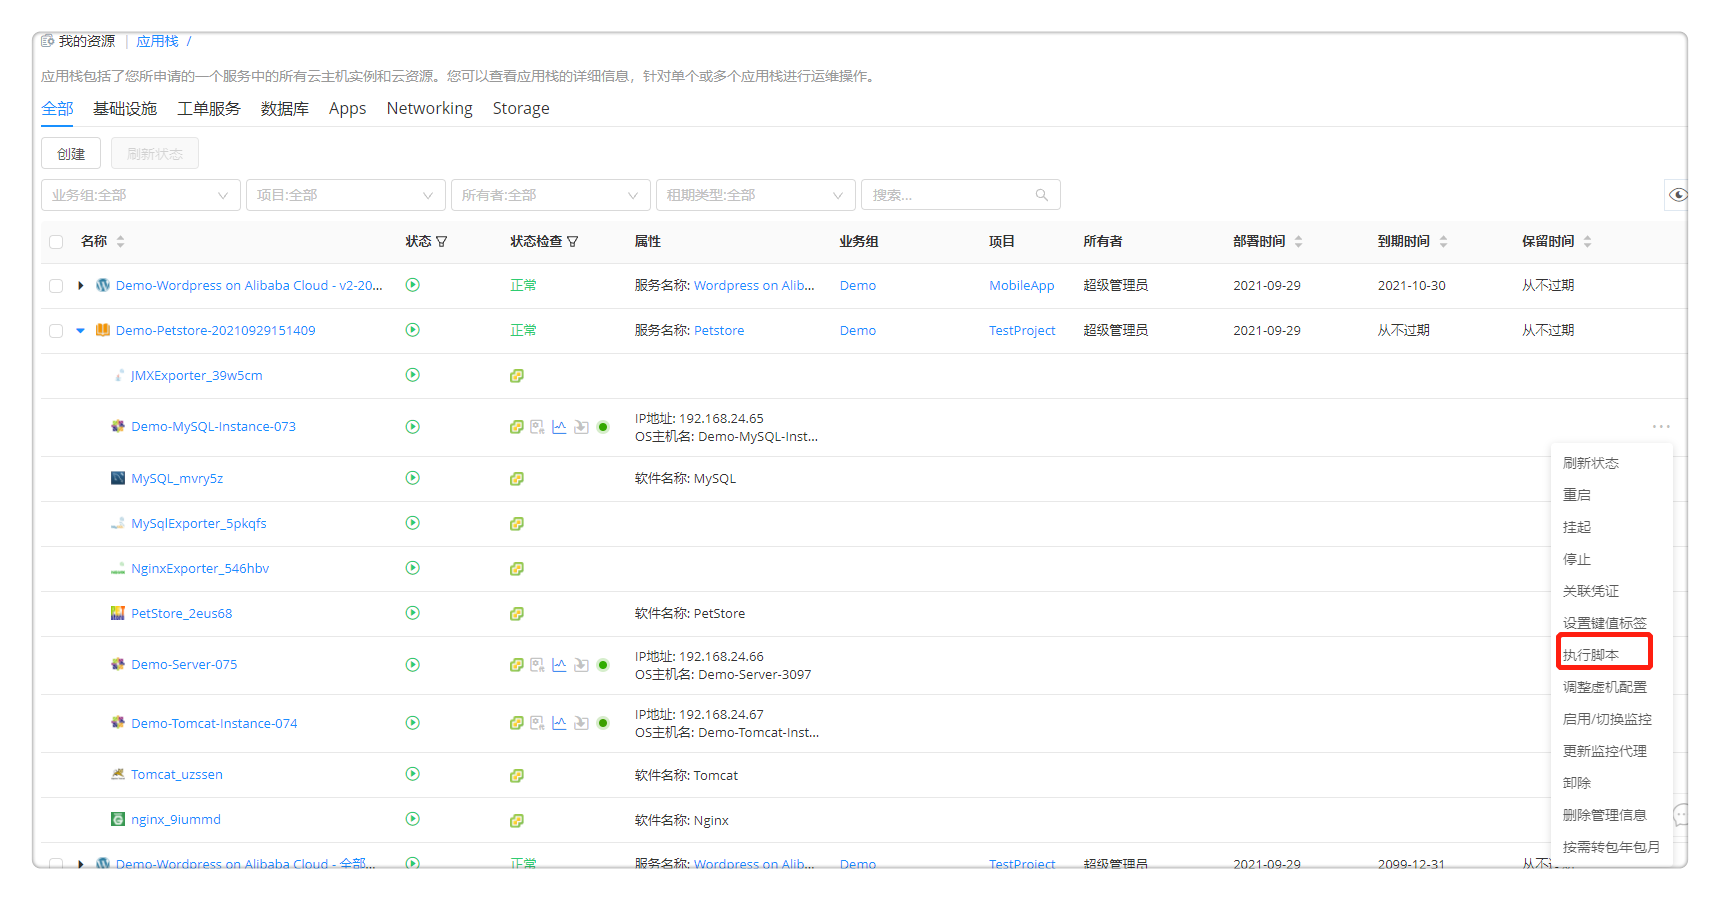 我的资源 | 应用栈 /
应用栈包括了您所申请的一个服务中的所有云主机实例和云资源。您可以查看应用栈的详细信息，针对单个或多个应用栈进行运维操作。
全部 基础设施 工单服务 数据库 Apps Networking Storage
创建 刷新状态
业务组:全部 项目:全部 所有者:全部 租期类型:全部 搜索...
名称 状态 状态检查 属性 业务组 项目 所有者 部署时间 到期时间 保留时间
Demo-Wordpress on Alibaba Cloud - v2-20... 正常 服务名称: Wordpress on Alib... Demo MobileApp 超级管理员 2021-09-29 2021-10-30 从不过期
Demo-Petstore-20210929151409 正常 服务名称: Petstore Demo TestProject 超级管理员 2021-09-29 从不过期 从不过期
JMXExporter_39w5cm
Demo-MySQL-Instance-073 IP地址: 192.168.24.65
OS主机名: Demo-MySQL-Inst...
MySQL_mvry5z 软件名称: MySQL
MySqlExporter_5pkqfs
NginxExporter_546hbv
PetStore_2eus68 软件名称: PetStore
Demo-Server-075 IP地址: 192.168.24.66
OS主机名: Demo-Server-3097
Demo-Tomcat-Instance-074 IP地址: 192.168.24.67
OS主机名: Demo-Tomcat-Inst...
Tomcat_uzssen 软件名称: Tomcat
nginx_9iummd 软件名称: Nginx
Demo-Wordpress on Alibaba Cloud - 全部... 正常 服务名称: Wordpress on Alib... Demo TestProject 超级管理员 2021-09-29 2099-12-31 从不
刷新状态
重启
挂起
停止
关联凭证
设置键值标签
执行脚本
调整虚机配置
启用/切换监控
更新监控代理
卸除
删除管理信息
按需转包年包月